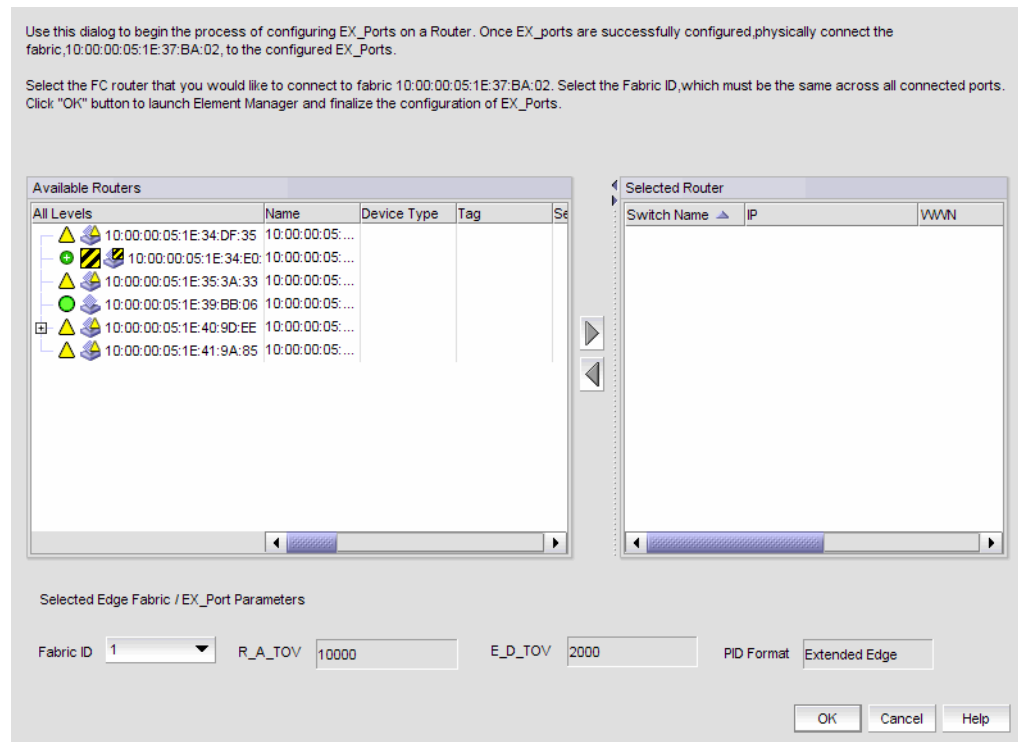 Use this dialog to begin the process of configuring EX_Ports on a Router. Once EX_ports are successfully configured,physically connect the
fabric,10:00:00:05:1E:37:BA:02, to the configured EX_Ports.
Select the FC router that you would like to connect to fabric 10:00:00:05:1E:37:BA:02. Select the Fabric ID,which must be the same across all connected ports.
Click "OK" button to launch Element Manager and finalize the configuration of EX_Ports.
Available Routers
All Levels Name Device Type Tag Se
10:00:00:05:1E:34:DF:35 10:00:00:05:...
10:00:00:05:1E:34:E0: 10:00:00:05:...
10:00:00:05:1E:35:3A:33 10:00:00:05:...
10:00:00:05:1E:39:BB:06 10:00:00:05:...
10:00:00:05:1E:40:9D:EE 10:00:00:05:...
10:00:00:05:1E:41:9A:85 10:00:00:05:...
Selected Router
Switch Name IP WWN
Selected Edge Fabric / EX_Port Parameters
Fabric ID 1 R_A_TOV 10000 E_D_TOV 2000 PID Format Extended Edge
OK Cancel Help